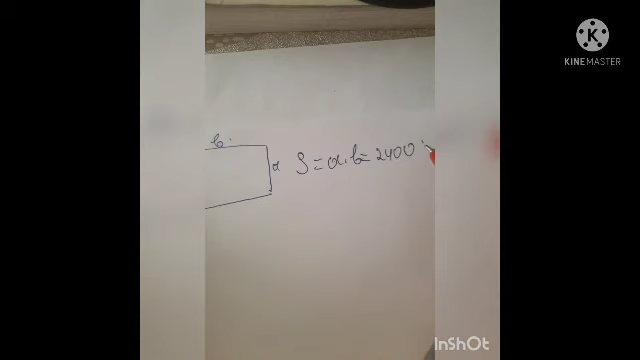 K
KINEMASTER
b
a
S = a · b = 2400
InShOt